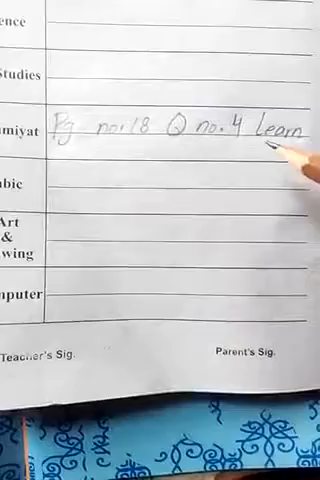 ence
Studies
miyat Pg no.18 Q no.4 Learn
bic
Art
&
wing
nputer
Teacher's Sig. Parent's Sig.